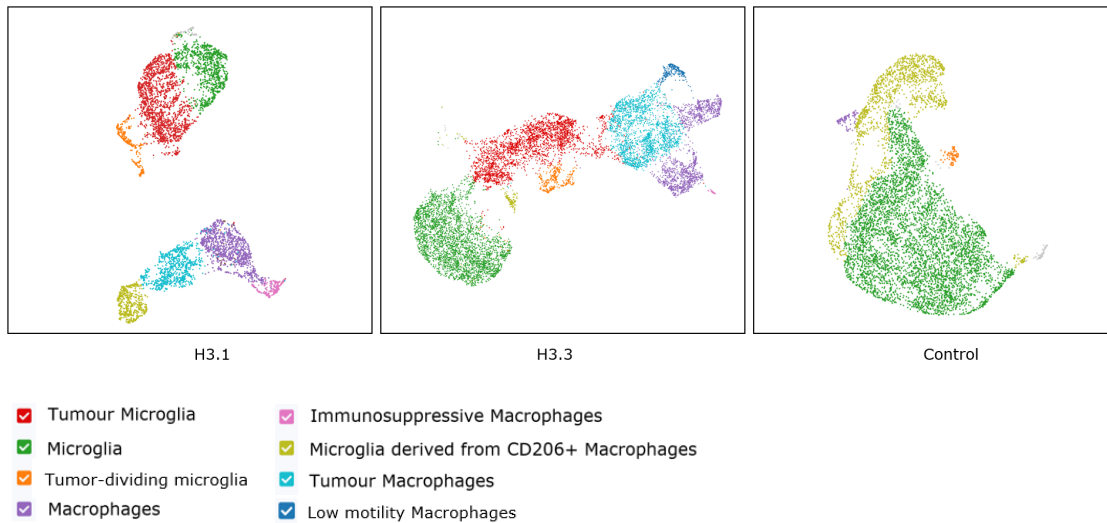 H3.1
H3.3
Control
Tumour Microglia
Microglia
Tumor-dividing microglia
Macrophages
Immunosuppressive Macrophages
Microglia derived from CD206+ Macrophages
Tumour Macrophages
Low motility Macrophages